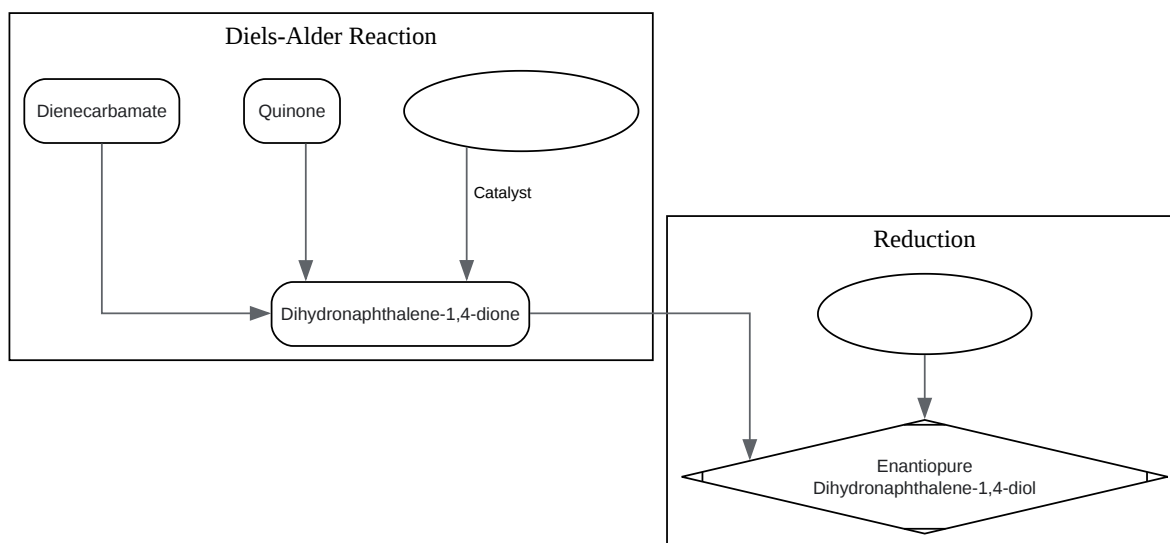 Diels-Alder Reaction
Dienecarbamate
Quinone
Catalyst
Dihydronaphthalene-1,4-dione
Reduction
Enantiopure
Dihydronaphthalene-1,4-diol